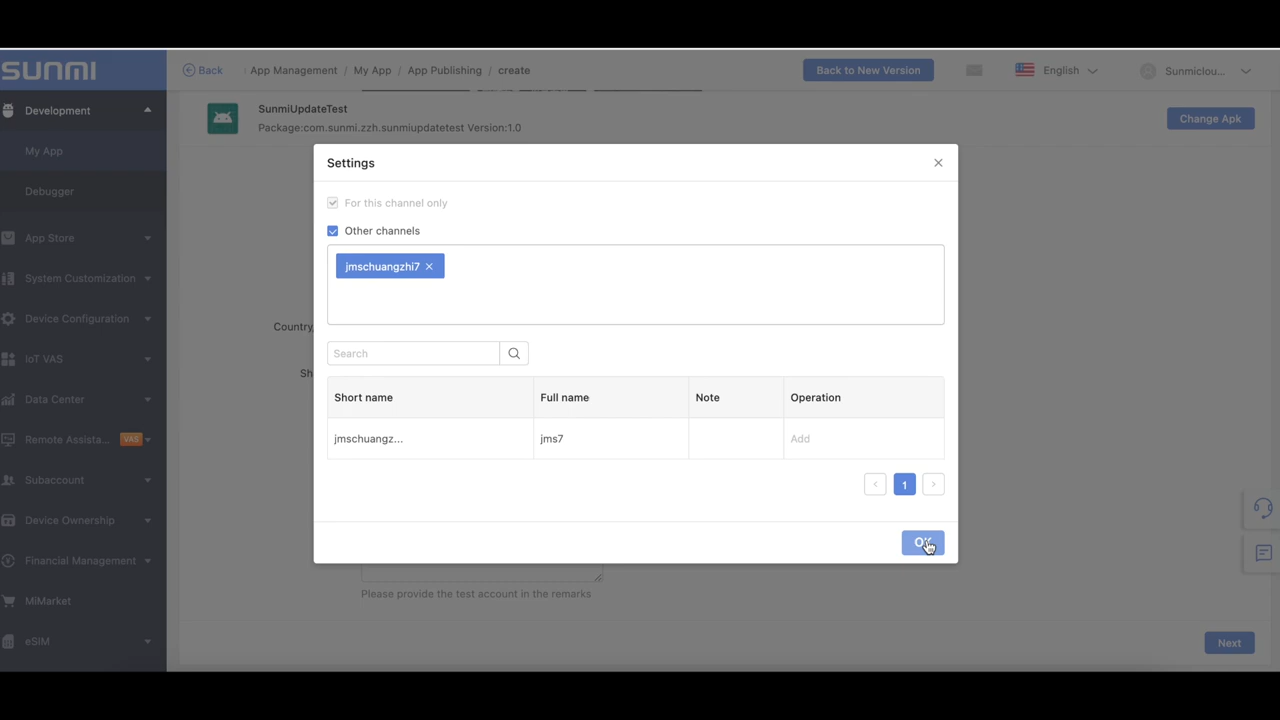 SUNMI
Back
App Management / My App / App Publishing / create
Back to New Version
English
Sunmiclou...
Development
My App
Debugger
App Store
System Customization
Device Configuration
IoT VAS
Data Center
Remote Assista... VAS
Subaccount
Device Ownership
Financial Management
MiMarket
eSIM
SunmiUpdateTest
Package:com.sunmi.zzh.sunmiupdatetest Version:1.0
Change Apk
Country,
Sh
Settings
For this channel only
Other channels
jmschuangzhi7
Search
Short name Full name Note Operation
jmschuangz... jms7 Add
1
OK
Please provide the test account in the remarks
Next